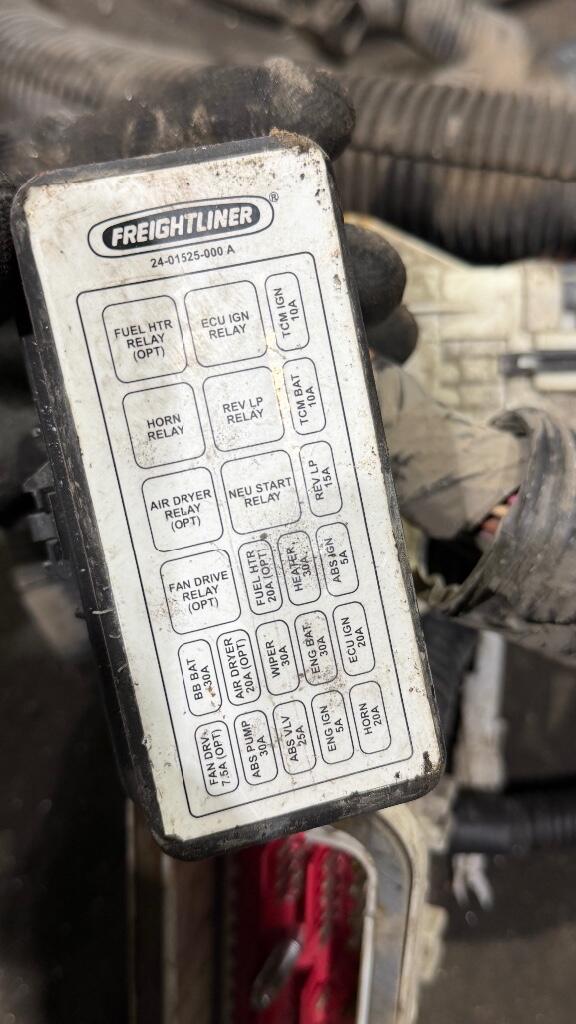 FREIGHTLINER®
24-01525-000 A
FUEL HTR
RELAY
(OPT)
ECU IGN
RELAY
TCM IGN
10A
HORN
RELAY
REV LP
RELAY
TCM BAT
10A
AIR DRYER
RELAY
(OPT)
NEU START
RELAY
REV LP
15A
FAN DRIVE
RELAY
(OPT)
FUEL HTR
20A (OPT)
HEATER
30A
ABS IGN
5A
BB BAT
30A
AIR DRYER
20A (OPT)
WIPER
30A
ENG BAT
30A
ECU IGN
20A
FAN DRV
7.5A (OPT)
ABS PUMP
30A
ABS VLV
25A
ENG IGN
5A
HORN
20A